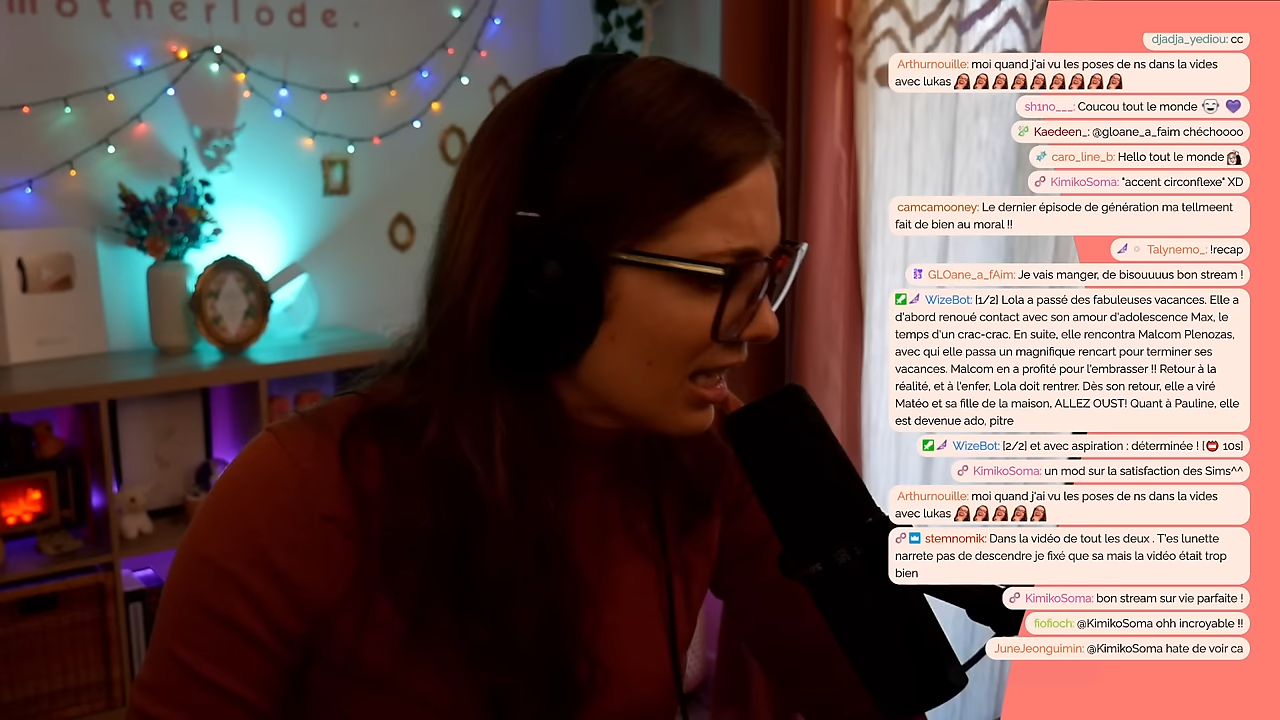 motherlode.
djadja_yediou: cc
Arthurnouille: moi quand j'ai vu les poses de ns dans la vides
avec lukas
sh1no___: Coucou tout le monde
Kaedeen_: @gloane_a_faim chéchoooo
caro_line_b: Hello tout le monde
KimikoSoma: "accent circonflexe" XD
camcamooney: Le dernier épisode de génération ma tellmeent
fait de bien au moral !!
Talynemo_: !recap
GLOane_a_fAim: Je vais manger, de bisouuuus bon stream !
WizeBot: [1/2] Lola a passé des fabuleuses vacances. Elle a
d'abord renoué contact avec son amour d'adolescence Max, le
temps d'un crac-crac. En suite, elle rencontra Malcom Plenozas,
avec qui elle passa un magnifique rencart pour terminer ses
vacances. Malcom en a profité pour l'embrasser !! Retour à la
réalité, et à l'enfer, Lola doit rentrer. Dès son retour, elle a viré
Matéo et sa fille de la maison, ALLEZ OUST! Quant à Pauline, elle
est devenue ado, pitre
WizeBot: [2/2] et avec aspiration : déterminée ! [ 10s]
KimikoSoma: un mod sur la satisfaction des Sims^^
Arthurnouille: moi quand j'ai vu les poses de ns dans la vides
avec lukas
stemnomik: Dans la vidéo de tout les deux . T'es lunette
narrete pas de descendre je fixé que sa mais la vidéo était trop
bien
KimikoSoma: bon stream sur vie parfaite !
fiofioch: @KimikoSoma ohh incroyable !!
JuneJeonguimin: @KimikoSoma hate de voir ca